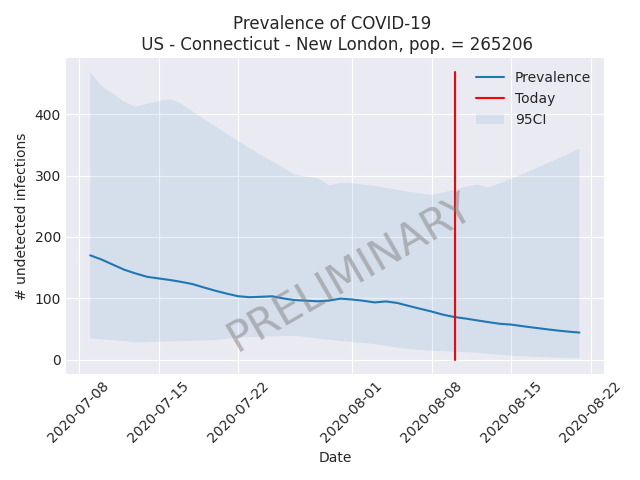 Prevalence of COVID-19
US - Connecticut - New London, pop. = 265206
# undetected infections
400
300
200
100
0
Prevalence
Today
95CI
PRELIMINARY
2020-07-08
2020-07-15
2020-07-22
2020-08-01
2020-08-08
2020-08-15
2020-08-22
Date